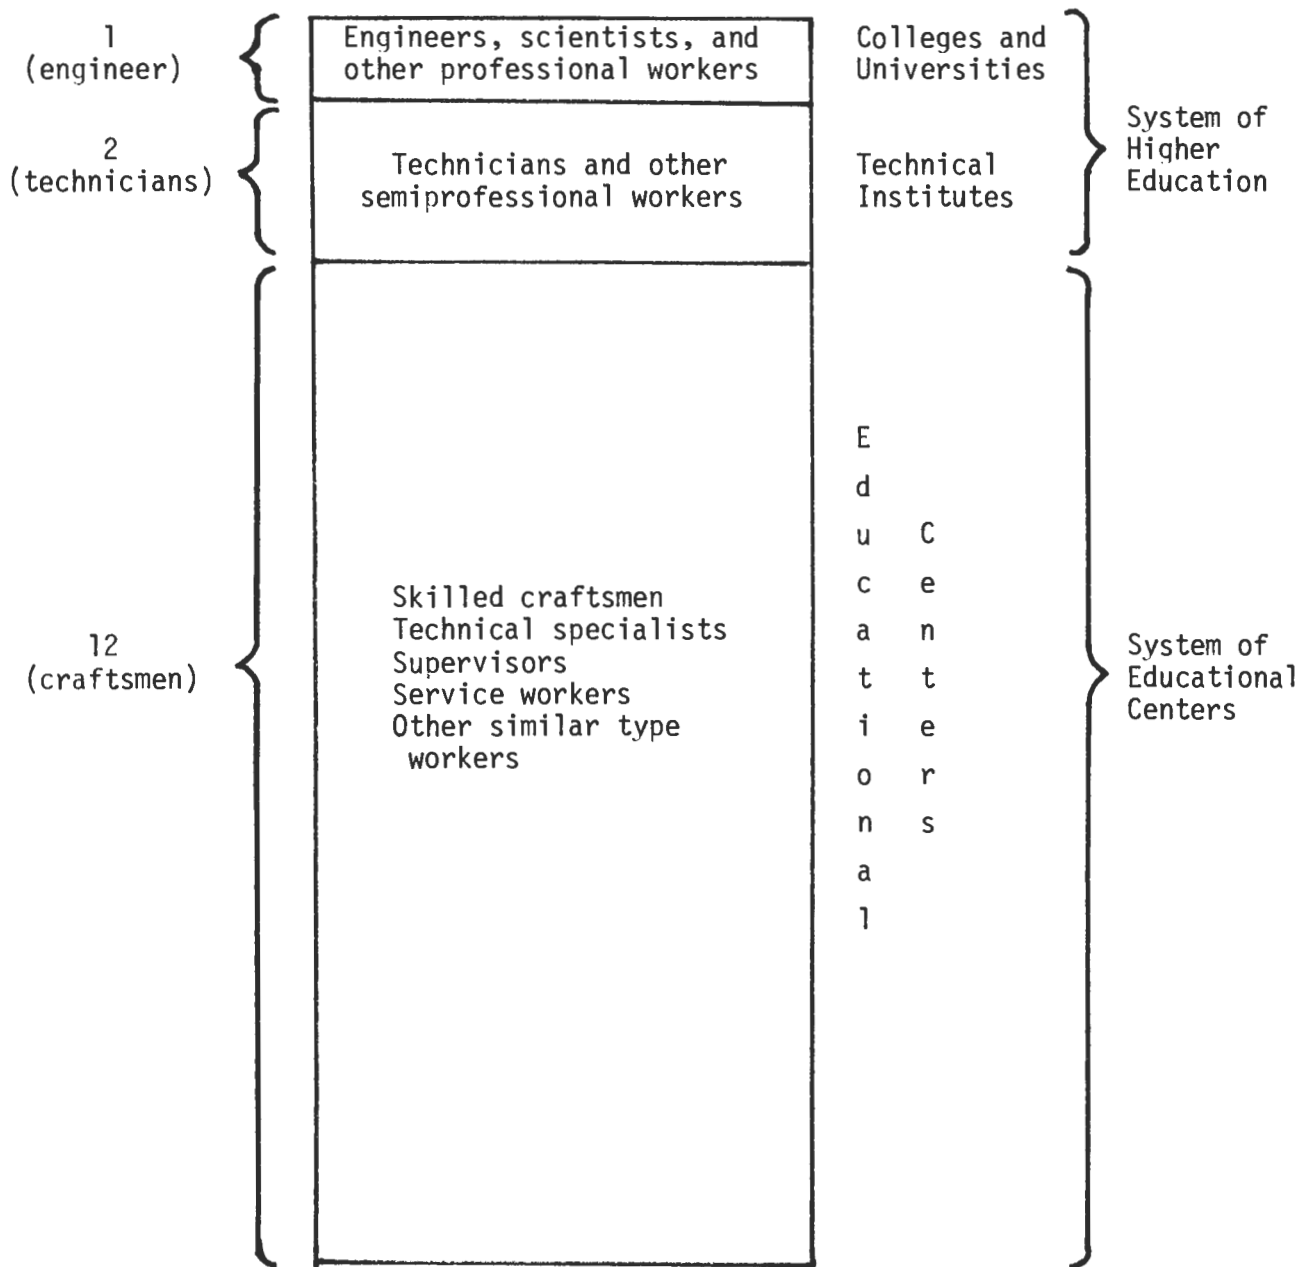 1
(engineer)
Engineers, scientists, and
other professional workers
Colleges and
Universities
2
(technicians)
Technicians and other
semiprofessional workers
Technical
Institutes
System of
Higher
Education
12
(craftsmen)
Skilled craftsmen
Technical specialists
Supervisors
Service workers
Other similar type
workers
Educational
Centers
System of
Educational
Centers